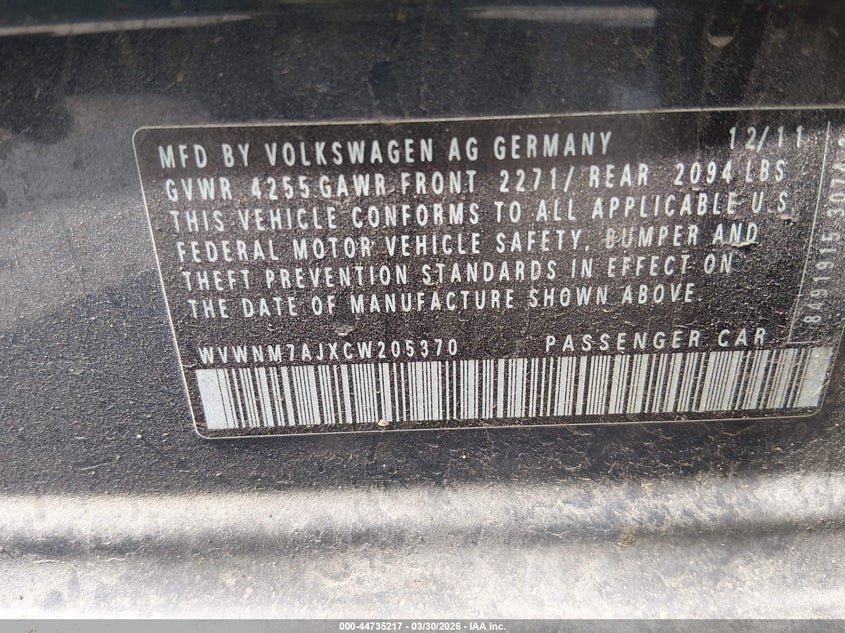 MFD BY VOLKSWAGEN AG GERMANY 12/11
GVWR 4255 GAWR FRONT 2271/ REAR 2094 LBS
THIS VEHICLE CONFORMS TO ALL APPLICABLE U S
FEDERAL MOTOR VEHICLE SAFETY, BUMPER AND
THEFT PREVENTION STANDARDS IN EFFECT ON
THE DATE OF MANUFACTURE SHOWN ABOVE.
WVWNM7AJXCW205370 PASSENGER CAR
000-44735217 - 03/30/2026 - IAA Inc.